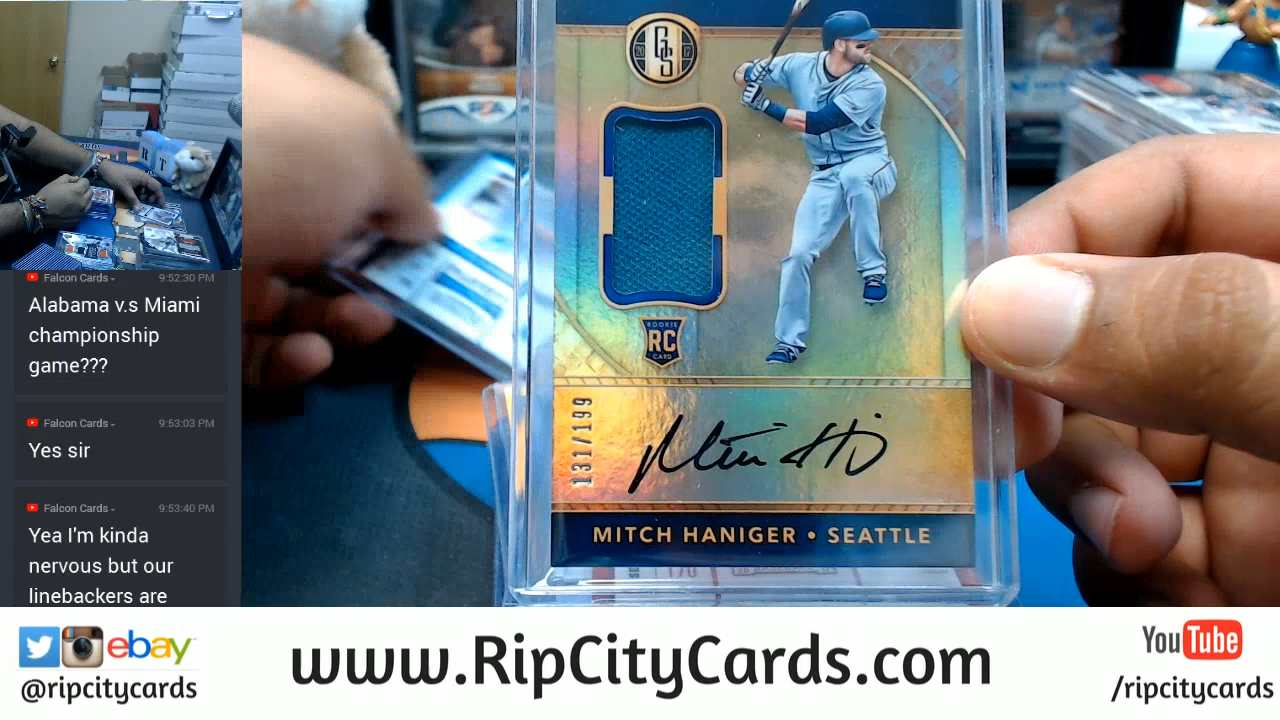 Falcon Cards 9:52:30 PM
Alabama v.s Miami
championship
game???
Falcon Cards 9:53:03 PM
Yes sir
Falcon Cards 9:53:40 PM
Yea I'm kinda
nervous but our
linebackers are
GS
ROOKIE
RC
CARD
131/199
MITCH HANIGER • SEATTLE
ebay
@ripcitycards
www.RipCityCards.com
YouTube
/ripcitycards